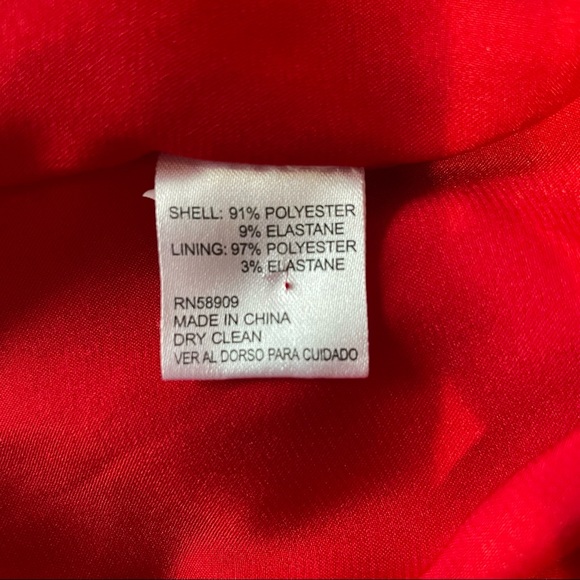 SHELL: 91% POLYESTER
9% ELASTANE
LINING: 97% POLYESTER
3% ELASTANE
RN58909
MADE IN CHINA
DRY CLEAN
VER AL DORSO PARA CUIDADO